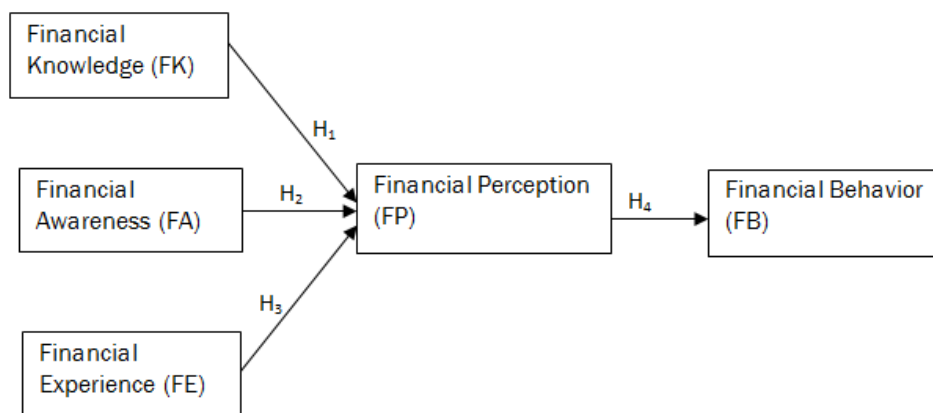 Financial
Knowledge (FK)
H₁
Financial
Awareness (FA)
H₂
Financial Perception
(FP)
H₄
Financial Behavior
(FB)
H₃
Financial
Experience (FE)